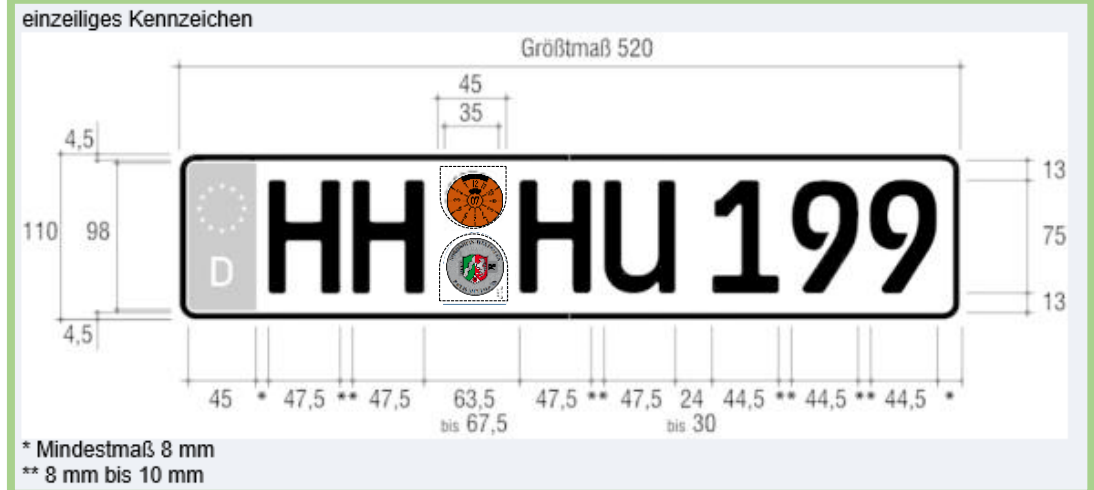 einzeiliges Kennzeichen
Größtmaß 520
45
35
4,5
13
110
98
D
HH HU 199
75
13
4,5
45 * 47,5 ** 47,5 63,5 47,5 ** 47,5 24 44,5 ** 44,5 ** 44,5 *
bis 67,5 bis 30
* Mindestmaß 8 mm
** 8 mm bis 10 mm